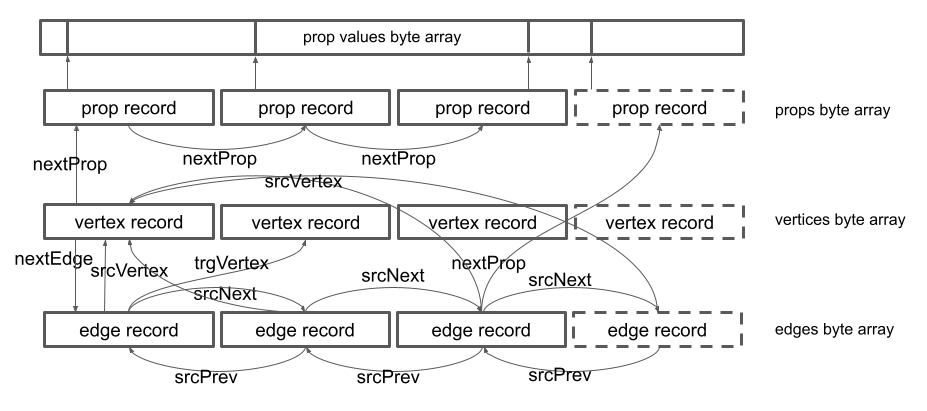 prop values byte array
prop record
prop record
prop record
prop record
props byte array
nextProp
nextProp
nextProp
srcVertex
vertex record
vertex record
vertex record
vertex record
vertices byte array
nextEdge
srcVertex
trgVertex
srcNext
srcNext
nextProp
srcNext
edge record
edge record
edge record
edge record
edges byte array
srcPrev
srcPrev
srcPrev